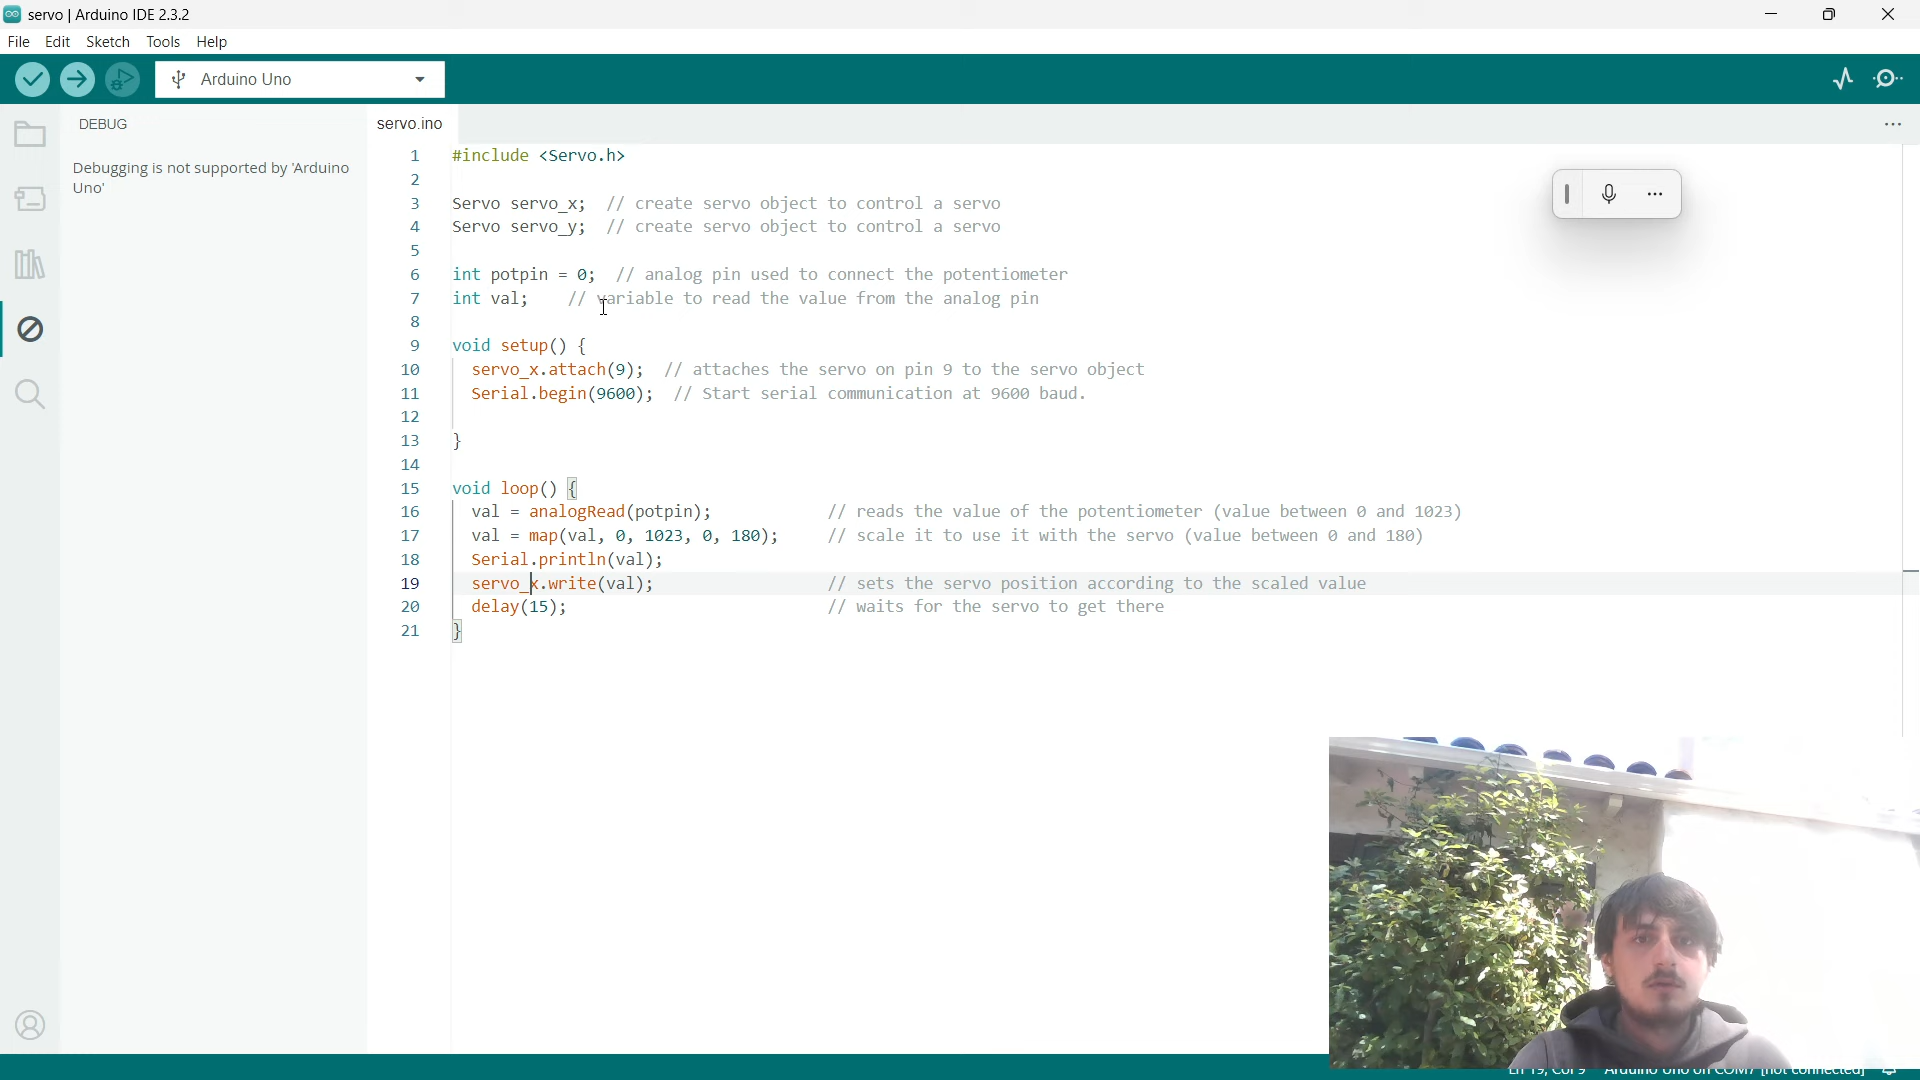 servo | Arduino IDE 2.3.2
File Edit Sketch Tools Help
Arduino Uno
DEBUG
Debugging is not supported by 'Arduino
Uno'
servo.ino
1 #include <Servo.h>
2
3 Servo servo_x; // create servo object to control a servo
4 Servo servo_y; // create servo object to control a servo
5
6 int potpin = 0; // analog pin used to connect the potentiometer
7 int val; // variable to read the value from the analog pin
8
9 void setup() {
10 servo_x.attach(9); // attaches the servo on pin 9 to the servo object
11 Serial.begin(9600); // Start serial communication at 9600 baud.
12
13 }
14
15 void loop() {
16 val = analogRead(potpin); // reads the value of the potentiometer (value between 0 and 1023)
17 val = map(val, 0, 1023, 0, 180); // scale it to use it with the servo (value between 0 and 180)
18 Serial.println(val);
19 servo_x.write(val); // sets the servo position according to the scaled value
20 delay(15); // waits for the servo to get there
21 }
Ln 19, Col 9 Arduino Uno on COM7 [not connected]